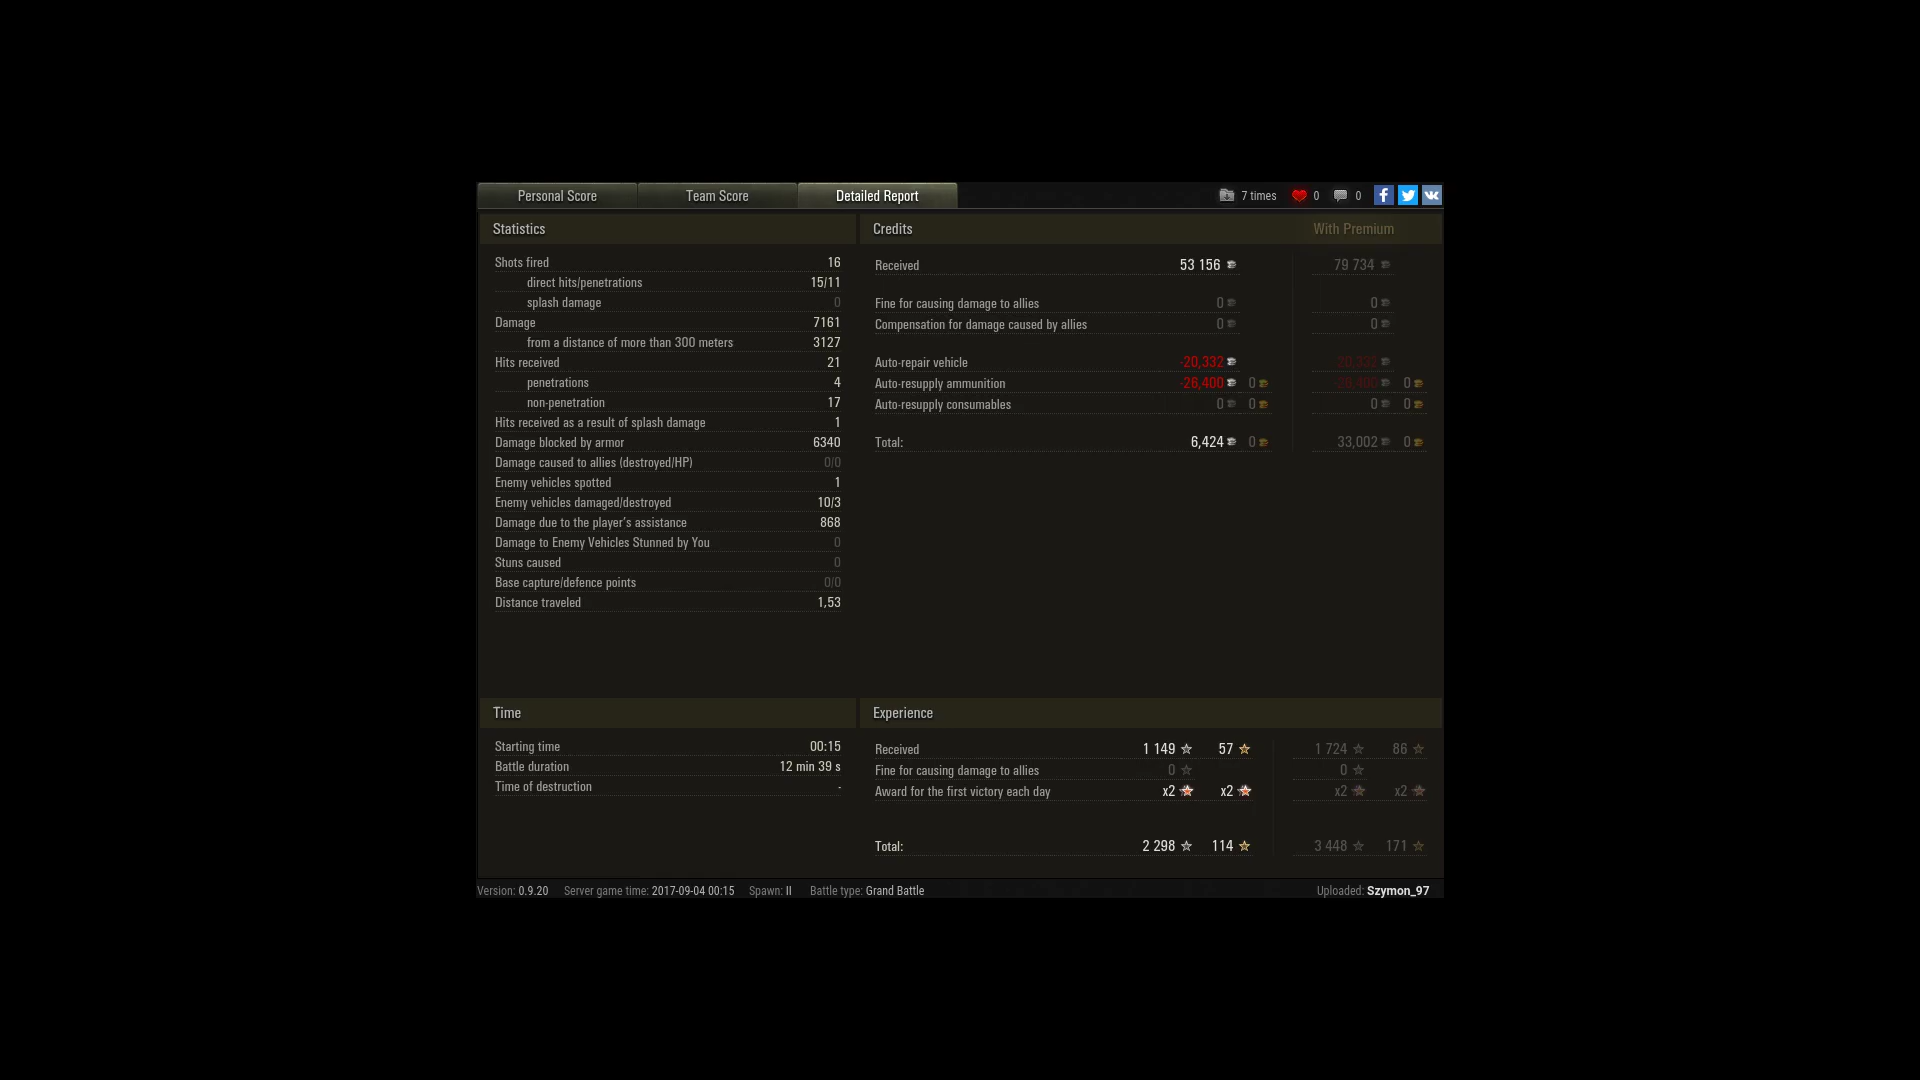 Personal Score Team Score Detailed Report 7 times 0 0
Statistics
Shots fired 16
direct hits/penetrations 15/11
splash damage 0
Damage 7161
from a distance of more than 300 meters 3127
Hits received 21
penetrations 4
non-penetration 17
Hits received as a result of splash damage 1
Damage blocked by armor 6340
Damage caused to allies (destroyed/HP) 0/0
Enemy vehicles spotted 1
Enemy vehicles damaged/destroyed 10/3
Damage due to the player's assistance 868
Damage to Enemy Vehicles Stunned by You 0
Stuns caused 0
Base capture/defence points 0/0
Distance traveled 1,53
Credits With Premium
Received 53 156 79 734
Fine for causing damage to allies 0 0
Compensation for damage caused by allies 0 0
Auto-repair vehicle -20,332 -20,332
Auto-resupply ammunition -26,400 0 -26,400 0
Auto-resupply consumables 0 0 0 0
Total: 6,424 0 33,002 0
Time
Starting time 00:15
Battle duration 12 min 39 s
Time of destruction -
Experience
Received 1 149 57 1 724 86
Fine for causing damage to allies 0 0
Award for the first victory each day x2 x2 x2 x2
Total: 2 298 114 3 448 171
Version: 0.9.20 Server game time: 2017-09-04 00:15 Spawn: II Battle type: Grand Battle Uploaded: Szymon_97